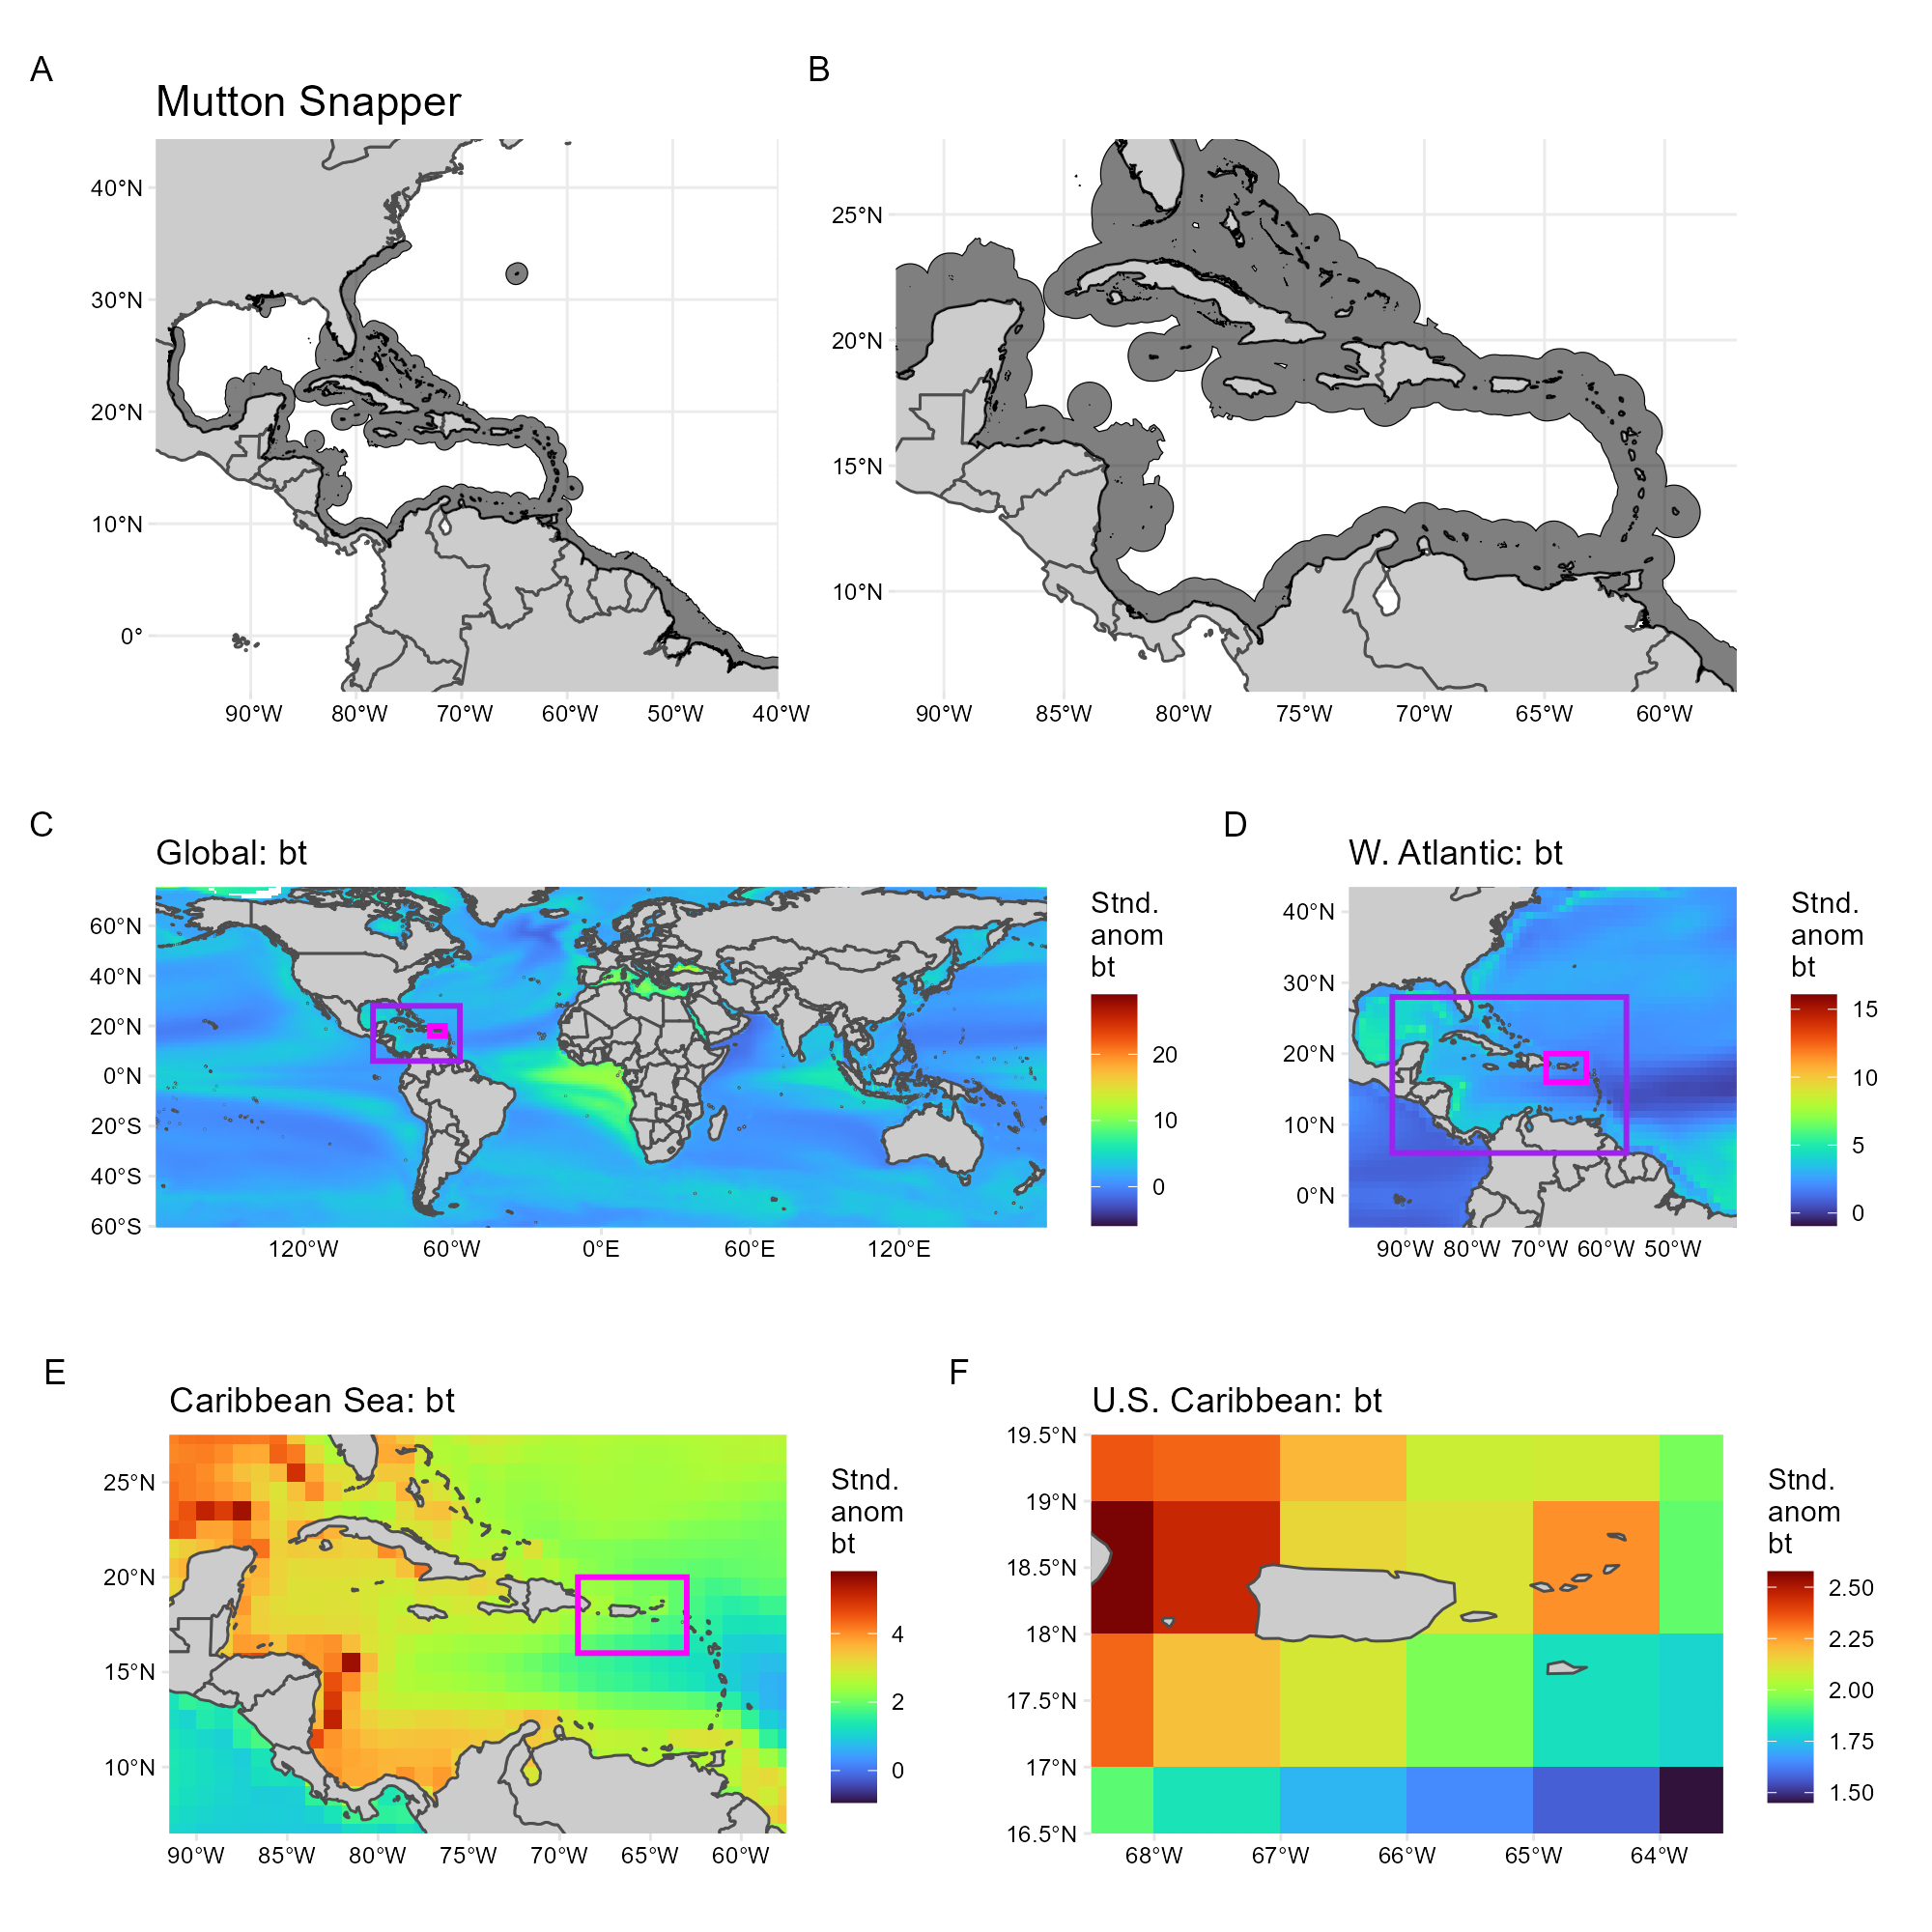 A
B
Mutton Snapper
40°N
30°N
20°N
10°N
0°
90°W 80°W 70°W 60°W 50°W 40°W
25°N
20°N
15°N
10°N
90°W 85°W 80°W 75°W 70°W 65°W 60°W
C
Global: bt
60°N
40°N
20°N
0°N
20°S
40°S
60°S
120°W 60°W 0°E 60°E 120°E
Stnd.
anom
bt
20
10
0
D
W. Atlantic: bt
40°N
30°N
20°N
10°N
0°N
90°W 80°W 70°W 60°W 50°W
Stnd.
anom
bt
15
10
5
0
E
Caribbean Sea: bt
25°N
20°N
15°N
10°N
90°W 85°W 80°W 75°W 70°W 65°W 60°W
Stnd.
anom
bt
4
2
0
F
U.S. Caribbean: bt
19.5°N
19°N
18.5°N
18°N
17.5°N
17°N
16.5°N
68°W 67°W 66°W 65°W 64°W
Stnd.
anom
bt
2.50
2.25
2.00
1.75
1.50